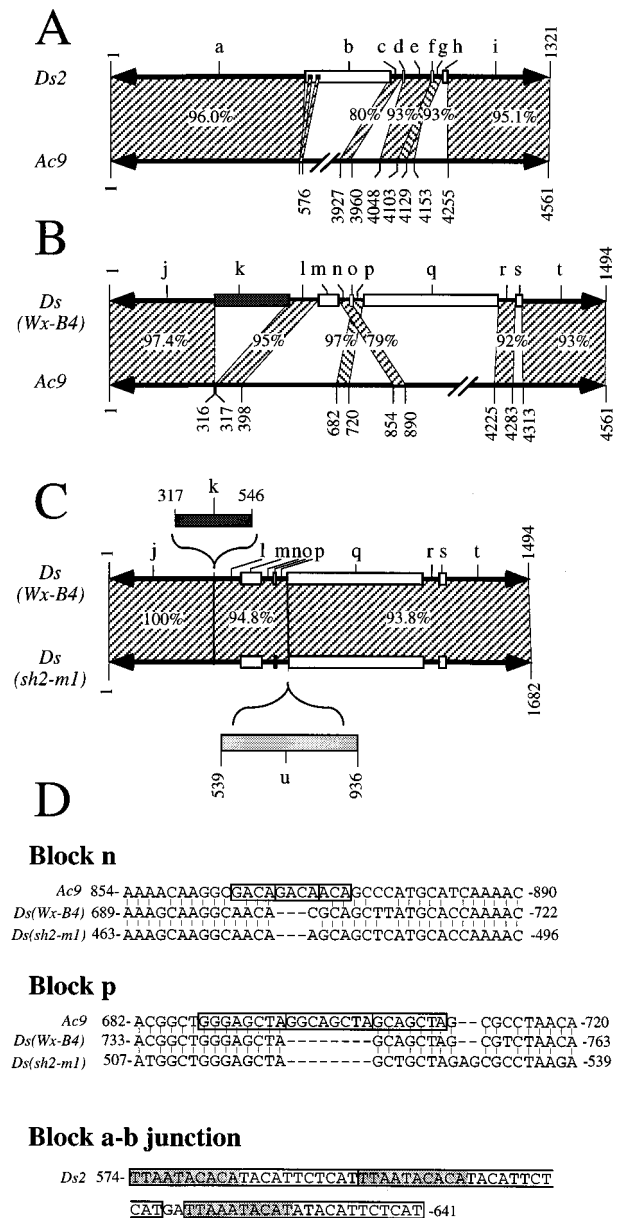 A
1
a
b
c
d
e
f
g
h
i
1321
Ds2
96.0%
80%
93%
93%
95.1%
Ac9
1
576
3927
3960
4048
4103
4129
4153
4255
4561
B
1
j
k
l
m
n
o
p
q
r
s
t
1494
Ds
(Wx-B4)
97.4%
95%
97%
79%
92%
93%
Ac9
1
316
317
398
682
720
854
890
4225
4283
4313
4561
C
317
k
546
1
j
l
mnop
q
r
s
t
1494
Ds
(Wx-B4)
100%
94.8%
93.8%
Ds
(sh2-m1)
1
1682
539
u
936
D
Block n
Ac9 854- AAAACAAGGCGACAGACAACAGCCCATGCATCAAAAC -890
Ds(Wx-B4) 689- AAAGCAAGGCAACA---CGCAGCTTATGCACCAAAAC -722
Ds(sh2-m1) 463- AAAGCAAGGCAACA---AGCAGCTCATGCACCAAAAC -496
Block p
Ac9 682- ACGGCTGGGAGCTAGGCAGCTAGCAGCTAG--CGCCTAACA -720
Ds(Wx-B4) 733- ACGGCTGGGAGCTA--------GCAGCTAG--CGTCTAACA -763
Ds(sh2-m1) 507- ATGGCTGGGAGCTA--------GCTGCTAGAGCGCCTAAGA -539
Block a-b junction
Ds2 574- TTAATACACATACATTCTCATTTAATACACATACATTCT
CATGATTAAATACATATACATTCTCAT -641